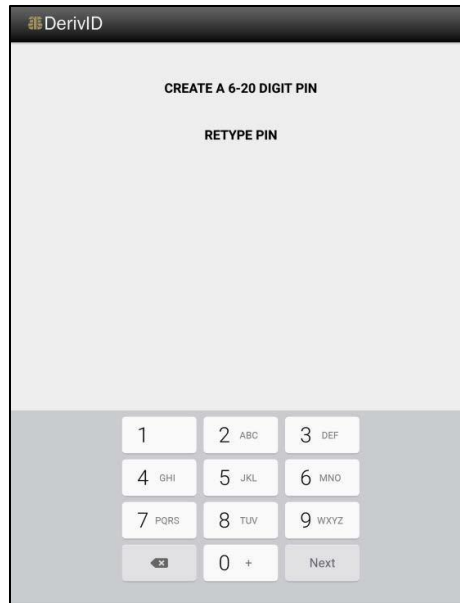 DerivID
CREATE A 6-20 DIGIT PIN
RETYPE PIN
1 2 ABC 3 DEF
4 GHI 5 JKL 6 MNO
7 PQRS 8 TUV 9 WXYZ
0 + Next